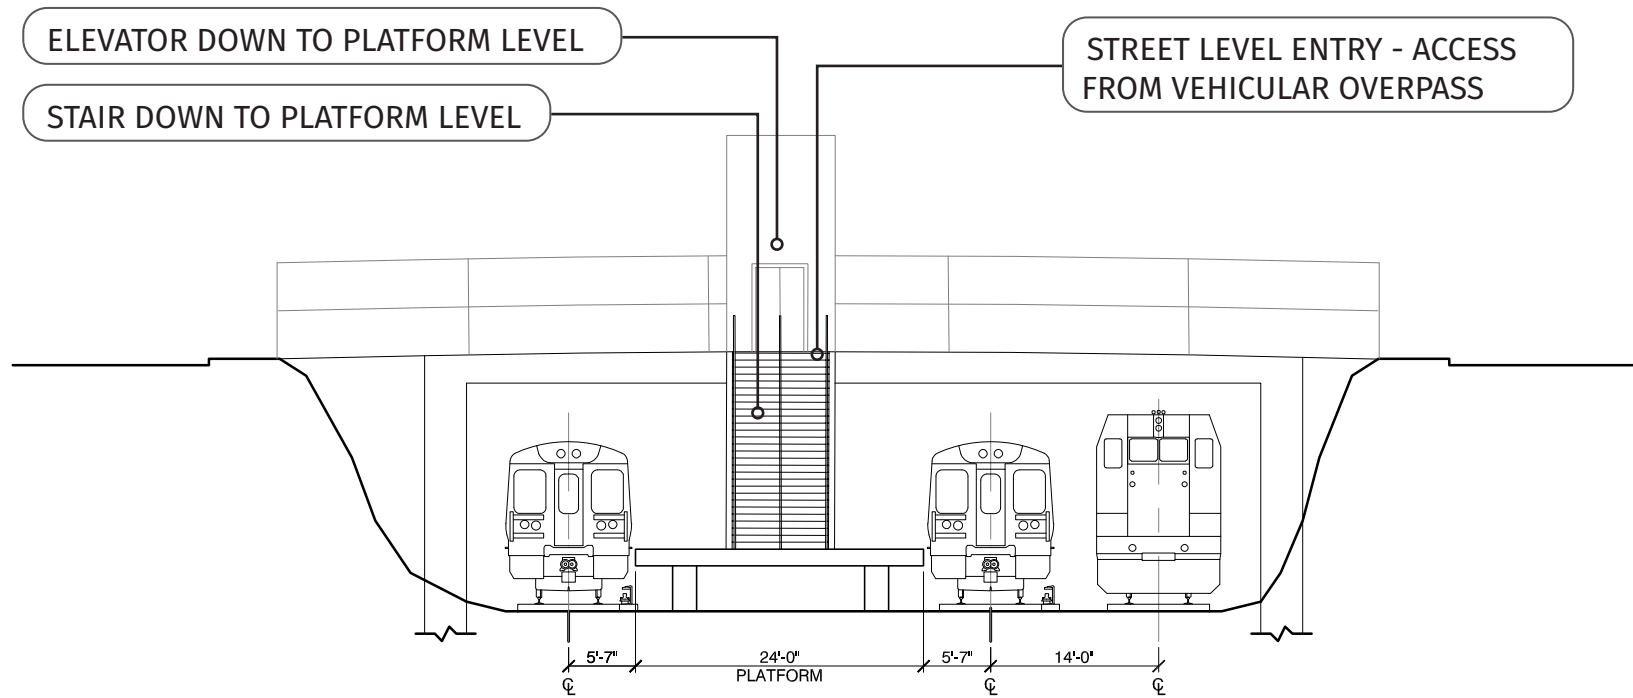 ELEVATOR DOWN TO PLATFORM LEVEL
STAIR DOWN TO PLATFORM LEVEL
STREET LEVEL ENTRY - ACCESS
FROM VEHICULAR OVERPASS
5'-7"
24'-0"
PLATFORM
5'-7"
14'-0"
℄
℄
℄